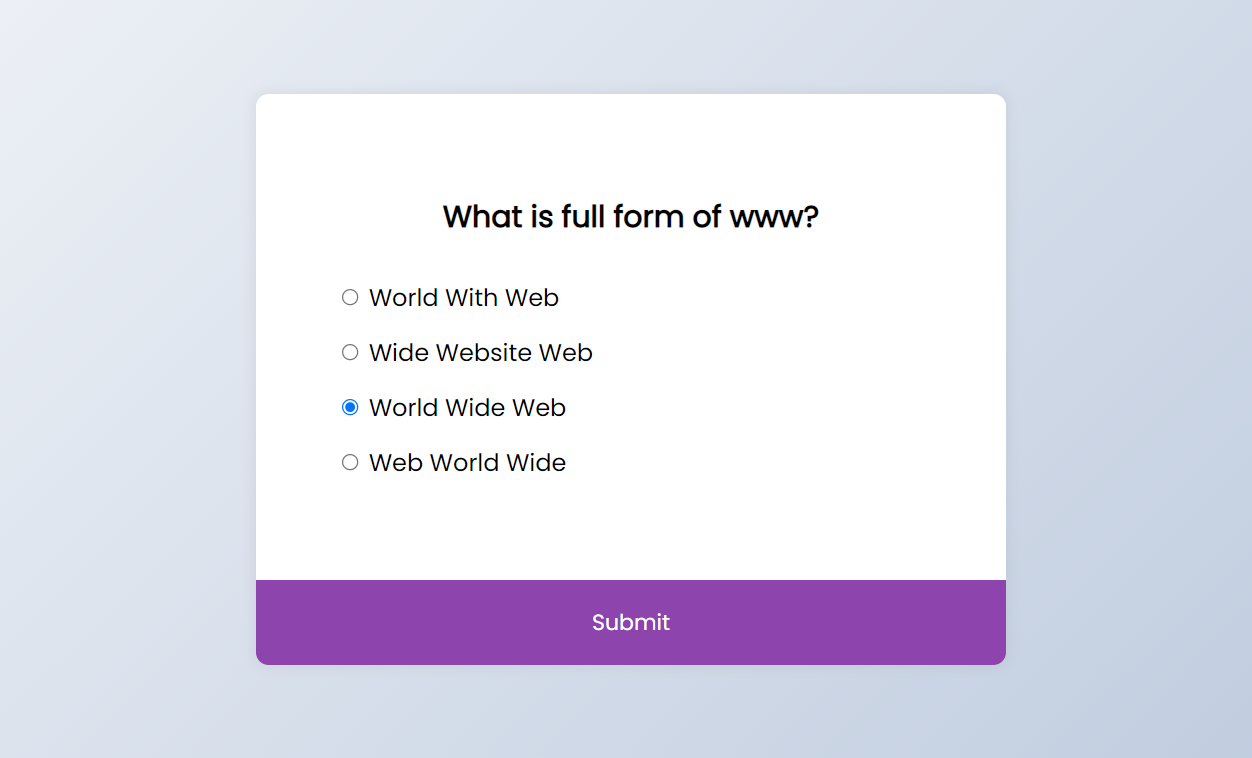 What is full form of www?
World With Web
Wide Website Web
World Wide Web
Web World Wide
Submit